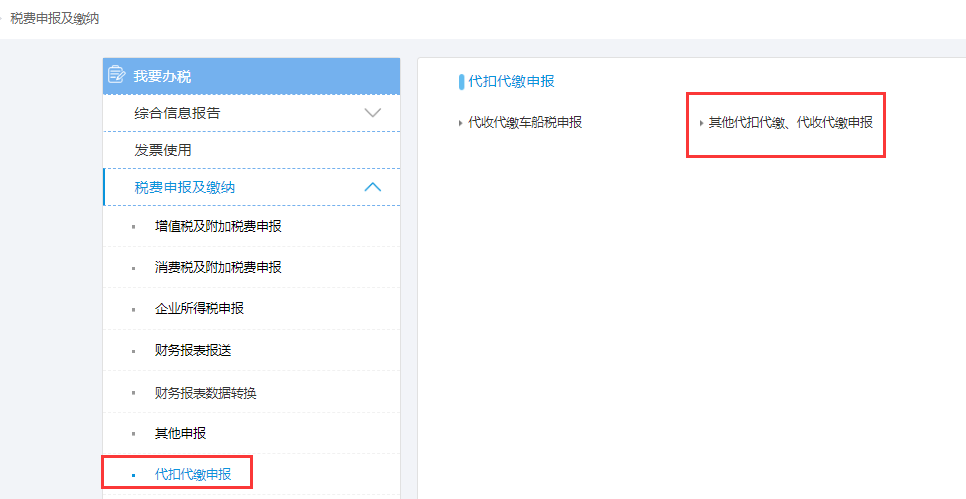 税费申报及缴纳
我要办税
综合信息报告
发票使用
税费申报及缴纳
增值税及附加税费申报
消费税及附加税费申报
企业所得税申报
财务报表报送
财务报表数据转换
其他申报
代扣代缴申报
代扣代缴申报
代收代缴车船税申报
其他代扣代缴、代收代缴申报